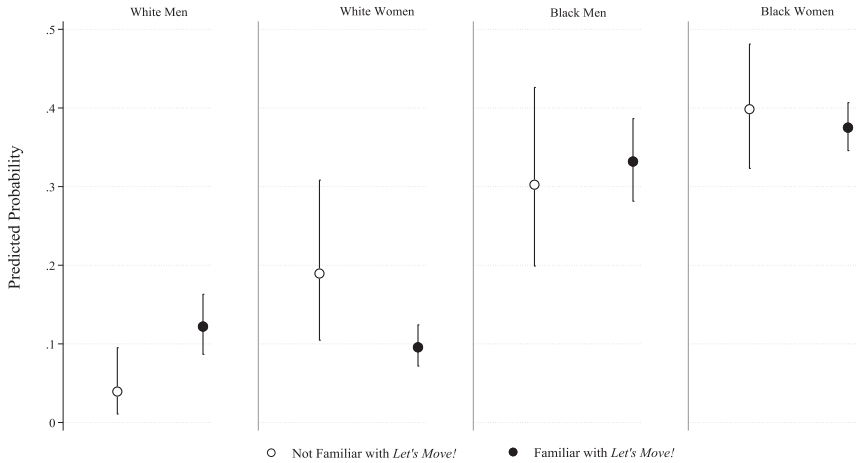 White Men White Women Black Men Black Women
.5
.4
.3
.2
.1
0
Predicted Probability
Not Familiar with Let's Move! Familiar with Let's Move!